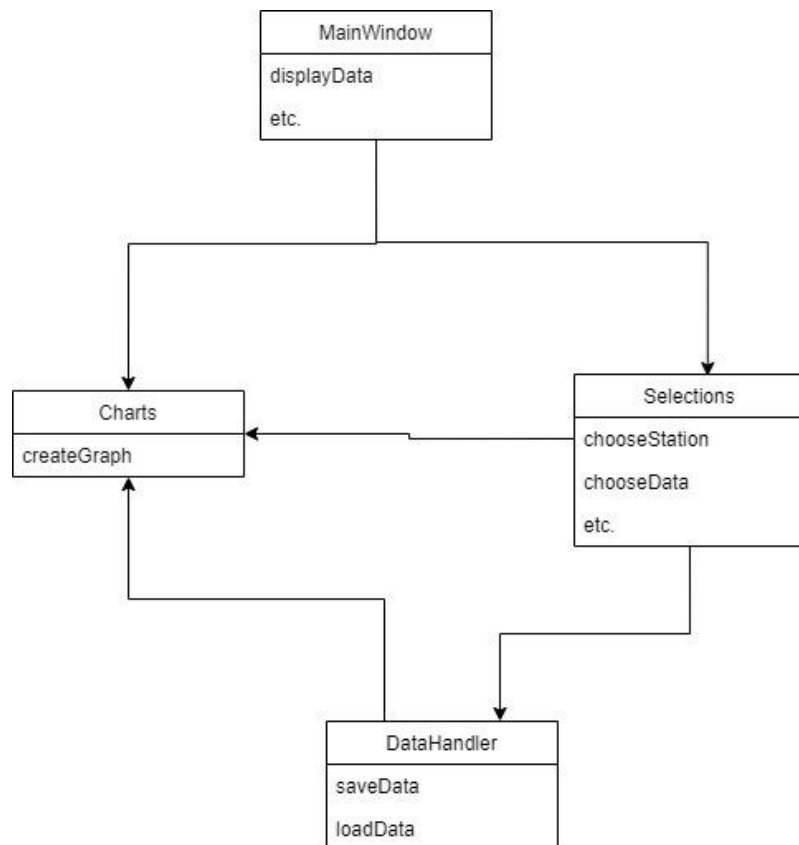 MainWindow
displayData
etc.
Charts
createGraph
Selections
chooseStation
chooseData
etc.
DataHandler
saveData
loadData